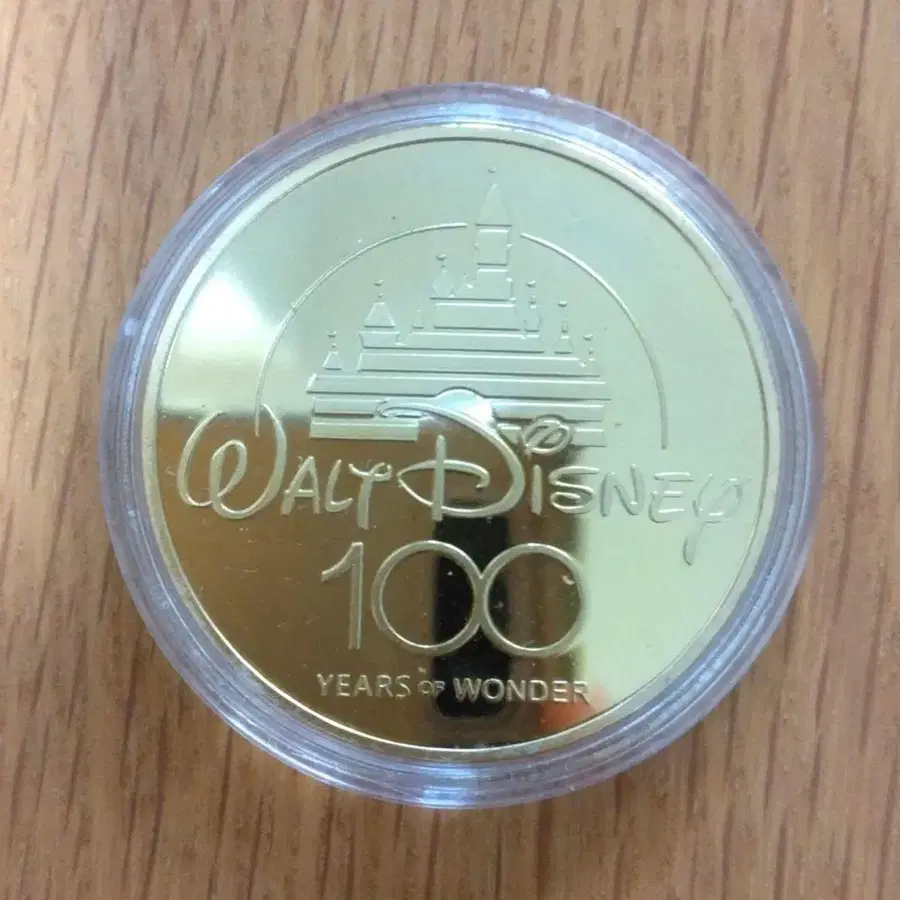 WALT DISNEY
100
YEARS OF WONDER